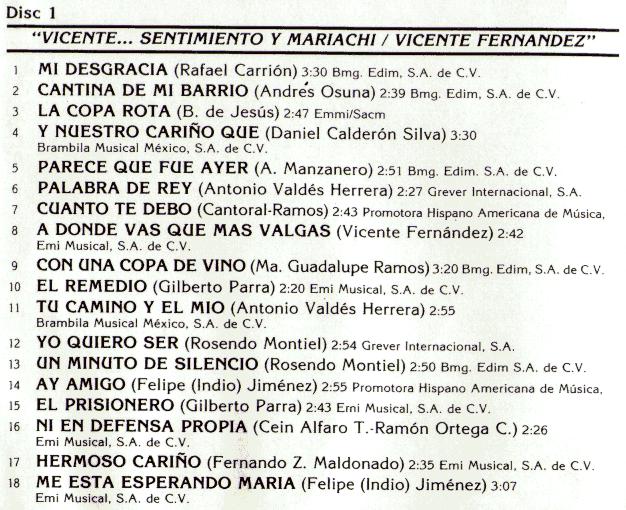 Disc 1
"VICENTE... SENTIMIENTO Y MARIACHI / VICENTE FERNANDEZ"
1 MI DESGRACIA (Rafael Carrión) 3:30 Bmg. Edim, S.A. de C.V.
2 CANTINA DE MI BARRIO (Andrés Osuna) 2:39 Bmg. Edim, S.A. de C.V.
3 LA COPA ROTA (B. de Jesús) 2:47 Emmi/Sacm
4 Y NUESTRO CARIÑO QUE (Daniel Calderón Silva) 3:30
Brambila Musical México, S.A. de C.V.
5 PARECE QUE FUE AYER (A. Manzanero) 2:51 Bmg. Edim. S.A. de C.V.
6 PALABRA DE REY (Antonio Valdés Herrera) 2:27 Grever Internacional, S.A.
7 CUANTO TE DEBO (Cantoral-Ramos) 2:43 Promotora Hispano Americana de Música,
8 A DONDE VAS QUE MAS VALGAS (Vicente Fernández) 2:42
Emi Musical, S.A. de C.V.
9 CON UNA COPA DE VINO (Ma. Guadalupe Ramos) 3:20 Bmg. Edim, S.A. de C.V.
10 EL REMEDIO (Gilberto Parra) 2:20 Emi Musical, S.A. de C.V.
11 TU CAMINO Y EL MIO (Antonio Valdés Herrera) 2:55
Brambila Musical México, S.A. de C.V.
12 YO QUIERO SER (Rosendo Montiel) 2:54 Grever Internacional, S.A.
13 UN MINUTO DE SILENCIO (Rosendo Montiel) 2:50 Bmg. Edim S.A. de C.V.
14 AY AMIGO (Felipe (Indio) Jiménez) 2:55 Promotora Hispano Americana de Música,
15 EL PRISIONERO (Gilberto Parra) 2:43 Emi Musical, S.A. de C.V.
16 NI EN DEFENSA PROPIA (Cein Alfaro T.-Ramón Ortega C.) 2:26
Emi Musical, S.A. de C.V.
17 HERMOSO CARIÑO (Fernando Z. Maldonado) 2:35 Emi Musical, S.A. de C.V.
18 ME ESTA ESPERANDO MARIA (Felipe (Indio) Jiménez) 3:07
Emi Musical, S.A. de C.V.